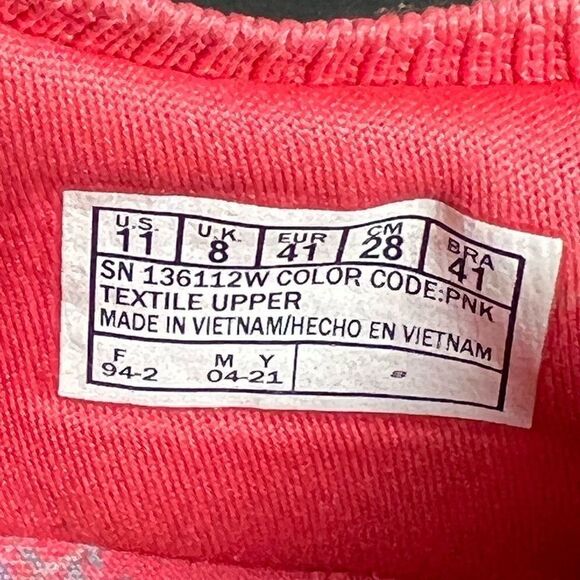 U.S. U.K. EUR CM BRA
11 8 41 28 41
SN 136112W COLOR CODE:PNK
TEXTILE UPPER
MADE IN VIETNAM/HECHO EN VIETNAM
F M Y
94-2 04-21